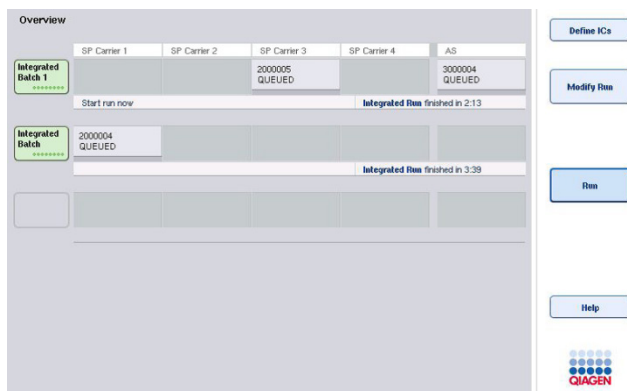 Overview
SP Carrier 1 SP Carrier 2 SP Carrier 3 SP Carrier 4 AS
Integrated
Batch 1
2000005
QUEUED
3000004
QUEUED
Start run now Integrated Run finished in 2:13
Integrated
Batch
2000004
QUEUED
Integrated Run finished in 3:39
Define ICs
Modify Run
Run
Help
QIAGEN